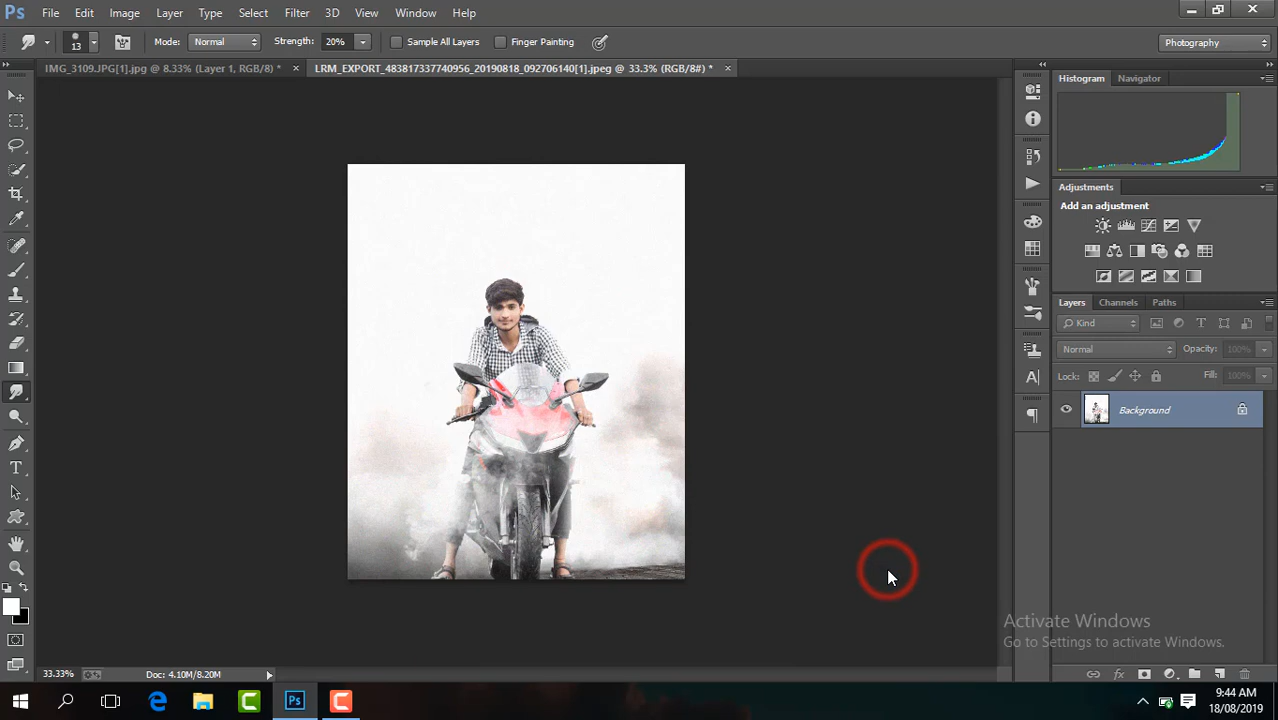 Ps File Edit Image Layer Type Select Filter 3D View Window Help
13 Mode: Normal Strength: 20% Sample All Layers Finger Painting Photography
IMG_3109.JPG[1].jpg @ 8.33% (Layer 1, RGB/8) * × LRM_EXPORT_483817337740956_20190818_092706140[1].jpeg @ 33.3% (RGB/8#) * ×
Histogram Navigator
Adjustments
Add an adjustment
Layers Channels Paths
Kind
Normal Opacity: 100%
Lock: Fill: 100%
Background
Activate Windows
Go to Settings to activate Windows.
33.33% Doc: 4.10M/8.20M
9:44 AM
18/08/2019